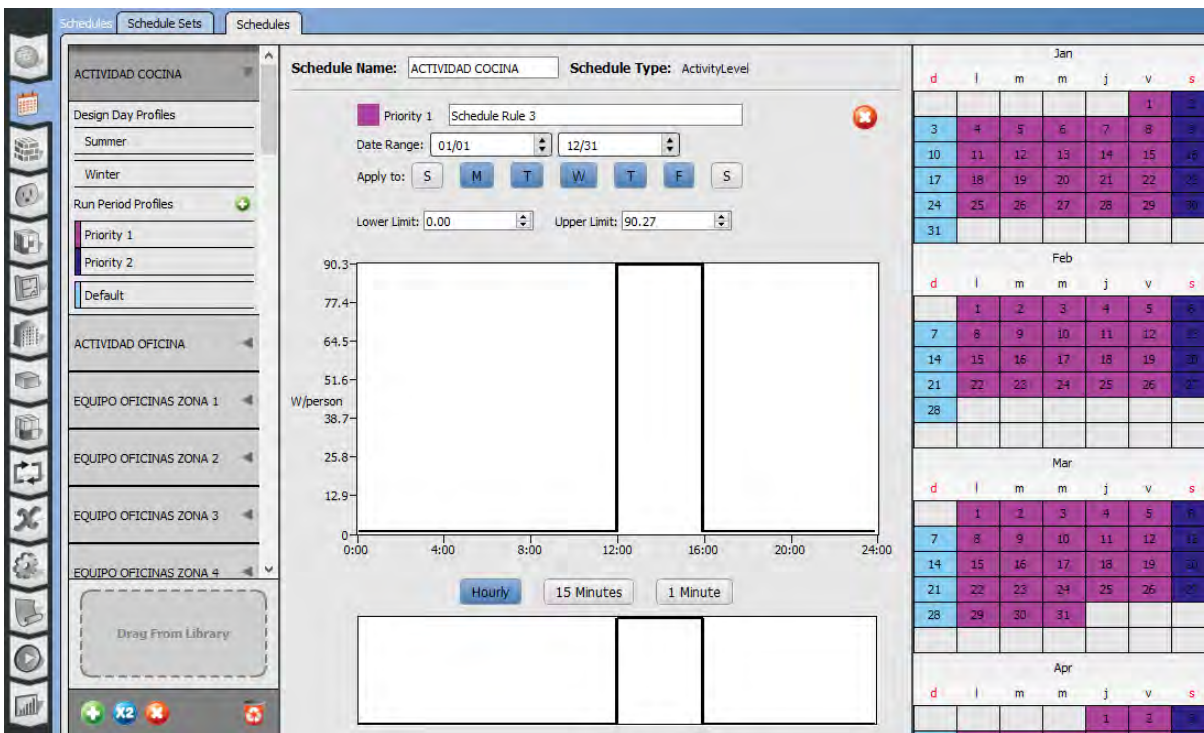 Schedules Schedule Sets Schedules
ACTIVIDAD COCINA
Design Day Profiles
Summer
Winter
Run Period Profiles
Priority 1
Priority 2
Default
ACTIVIDAD OFICINA
EQUIPO OFICINAS ZONA 1
EQUIPO OFICINAS ZONA 2
EQUIPO OFICINAS ZONA 3
EQUIPO OFICINAS ZONA 4
Drag From Library
X2
Schedule Name: ACTIVIDAD COCINA Schedule Type: ActivityLevel
Priority 1 Schedule Rule 3
Date Range: 01/01 12/31
Apply to: S M T W T F S
Lower Limit: 0.00 Upper Limit: 90.27
90.3
77.4
64.5
51.6
W/person
38.7
25.8
12.9
0
0:00 4:00 8:00 12:00 16:00 20:00 24:00
Hourly 15 Minutes 1 Minute
Jan
d l m m j v s
1 2
3 4 5 6 7 8 9
10 11 12 13 14 15 16
17 18 19 20 21 22
24 25 26 27 28 29 30
31
Feb
d l m m j v s
1 2 3 4 5 6
7 8 9 10 11 12
14 15 16 17 18 19
21 22 23 24 25 26
28
Mar
d l m m j v s
1 2 3 4 5
7 8 9 10 11 12
14 15 16 17 18 19
21 22 23 24 25 26
28 29 30 31
Apr
d l m m j v s
1 2